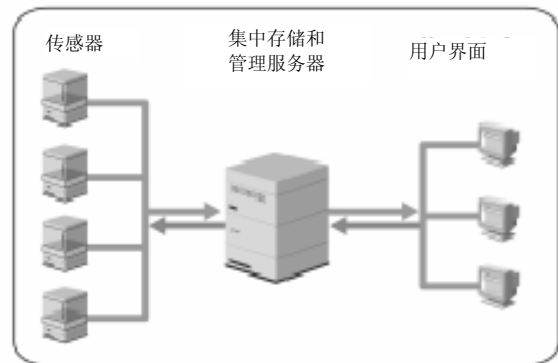 传感器
集中存储和
管理服务器
用户界面